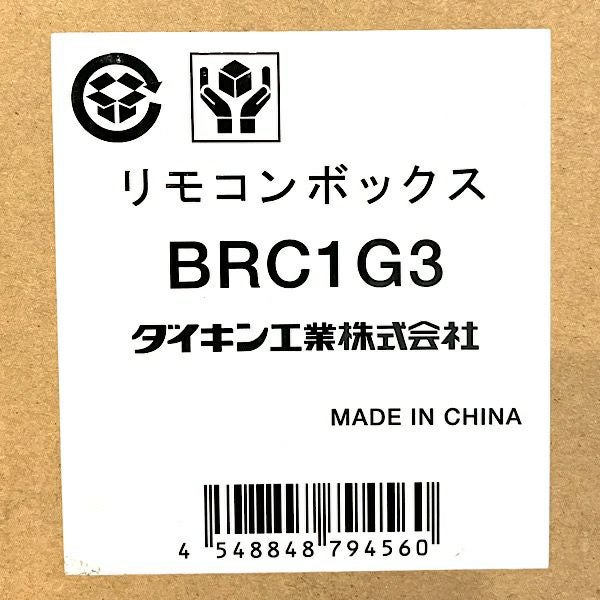 リモコンボックス
BRC1G3
ダイキン工業株式会社
MADE IN CHINA
4 548848 794560